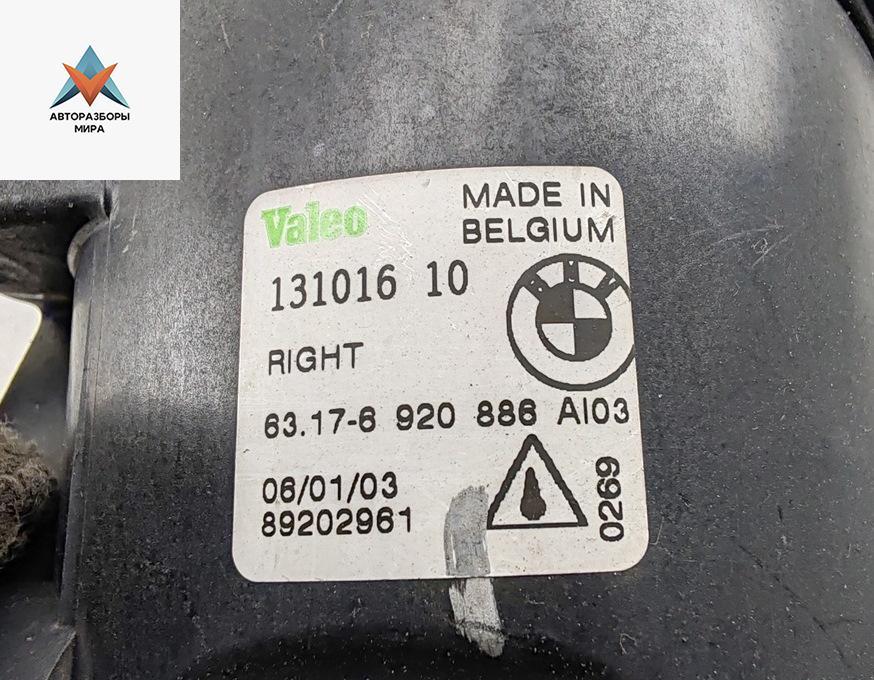 АВТОРАЗБОРЫ
МИРА
Valeo
MADE IN
BELGIUM
131016 10
BMW
RIGHT
63.17-6 920 886 AI03
06/01/03
89202961
0269